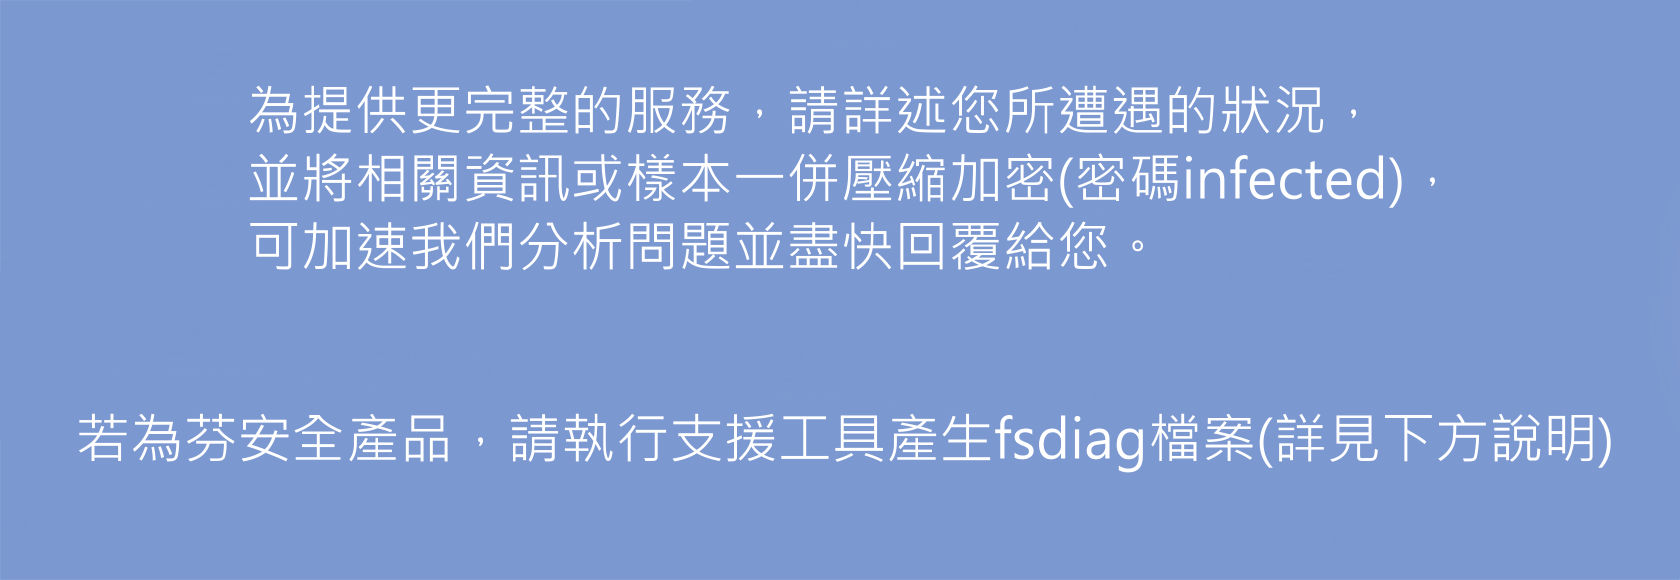 為提供更完整的服務，請詳述您所遭遇的狀況，
並將相關資訊或樣本一併壓縮加密(密碼infected)，
可加速我們分析問題並盡快回覆給您。
若為芬安全產品，請執行支援工具產生fsdiag檔案(詳見下方說明)